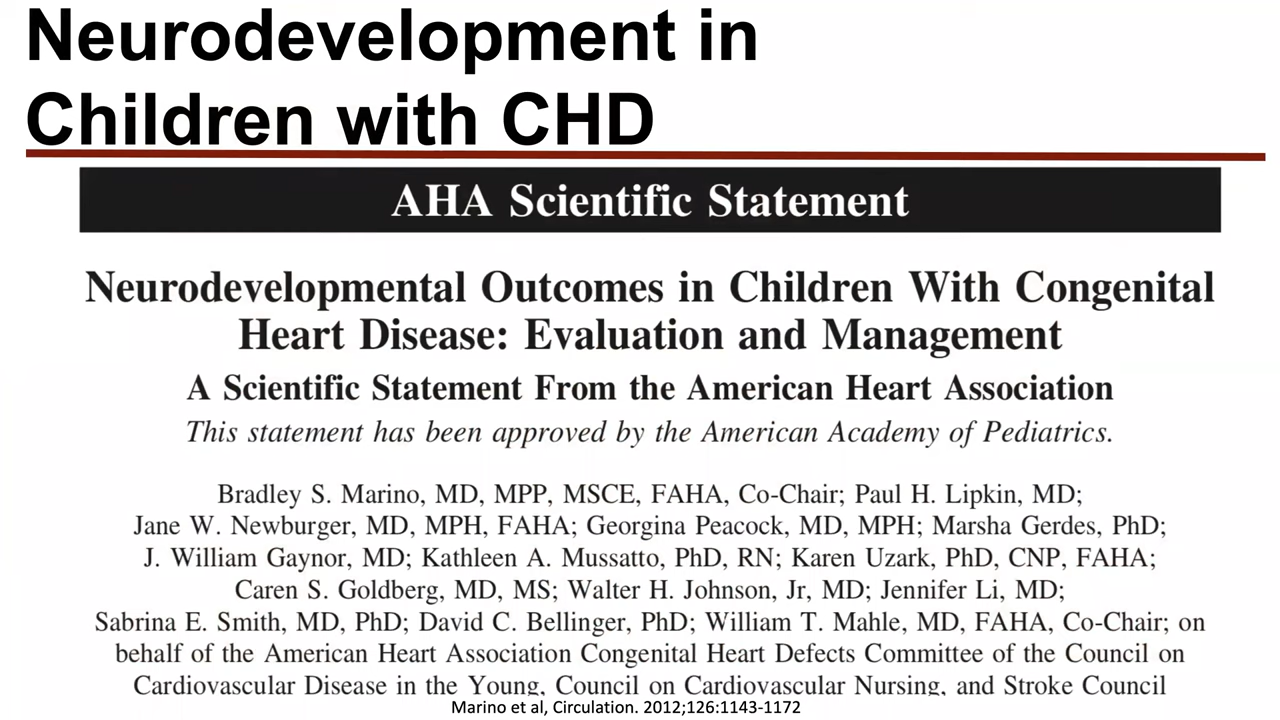 Neurodevelopment in
Children with CHD
AHA Scientific Statement
Neurodevelopmental Outcomes in Children With Congenital
Heart Disease: Evaluation and Management
A Scientific Statement From the American Heart Association
This statement has been approved by the American Academy of Pediatrics.
Bradley S. Marino, MD, MPP, MSCE, FAHA, Co-Chair; Paul H. Lipkin, MD;
Jane W. Newburger, MD, MPH, FAHA; Georgina Peacock, MD, MPH; Marsha Gerdes, PhD;
J. William Gaynor, MD; Kathleen A. Mussatto, PhD, RN; Karen Uzark, PhD, CNP, FAHA;
Caren S. Goldberg, MD, MS; Walter H. Johnson, Jr, MD; Jennifer Li, MD;
Sabrina E. Smith, MD, PhD; David C. Bellinger, PhD; William T. Mahle, MD, FAHA, Co-Chair; on
behalf of the American Heart Association Congenital Heart Defects Committee of the Council on
Cardiovascular Disease in the Young, Council on Cardiovascular Nursing, and Stroke Council
Marino et al, Circulation. 2012;126:1143-1172